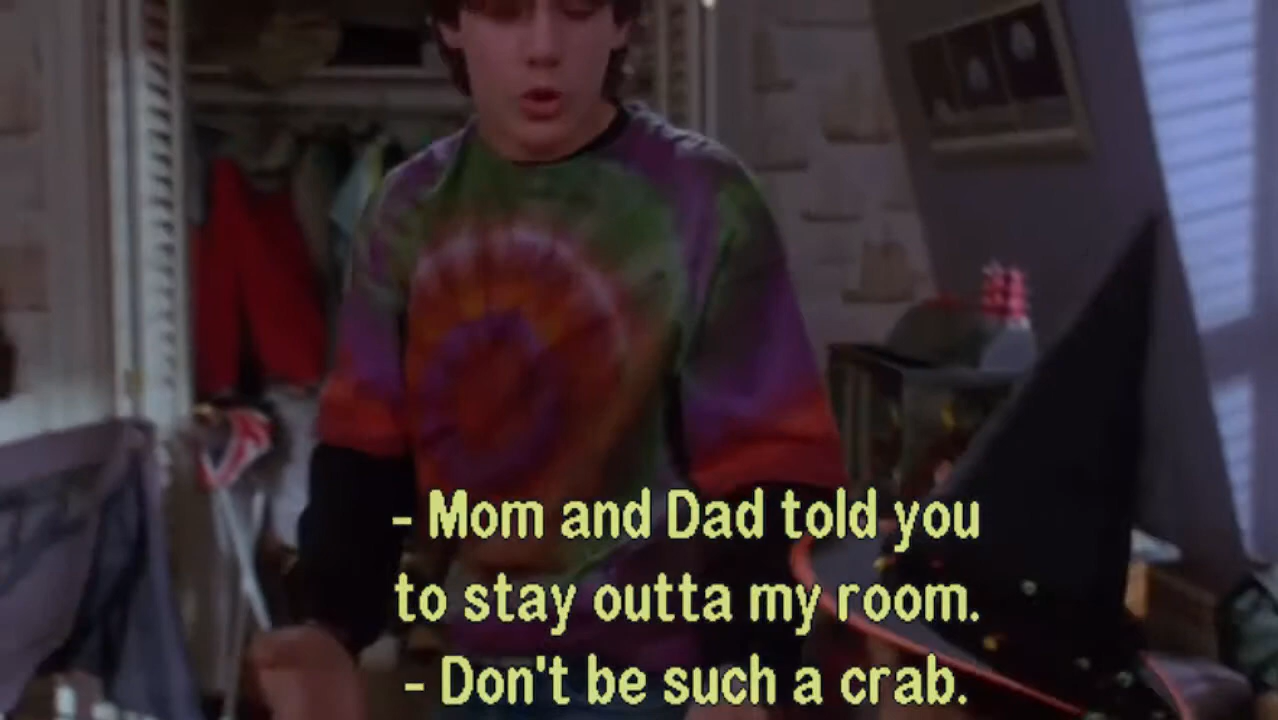 - Mom and Dad told you
to stay outta my room.
- Don't be such a crab.